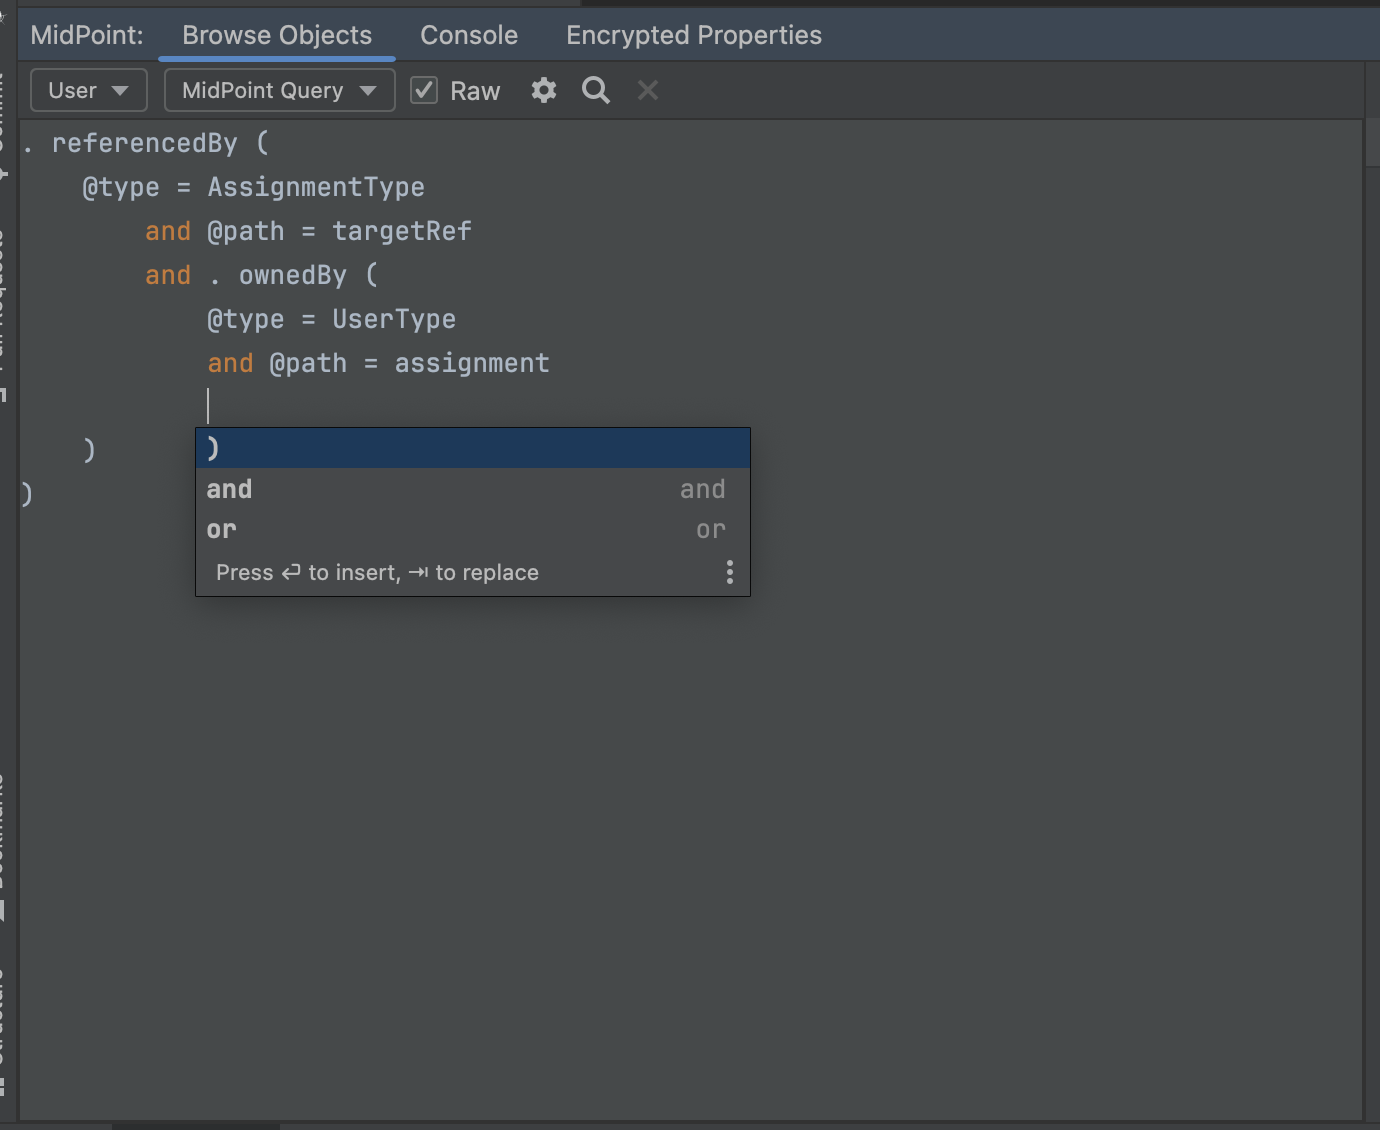 MidPoint: Browse Objects Console Encrypted Properties
User MidPoint Query Raw
. referencedBy (
@type = AssignmentType
and @path = targetRef
and . ownedBy (
@type = UserType
and @path = assignment
)
)
)
and and
or or
Press ⏎ to insert, ⇥ to replace